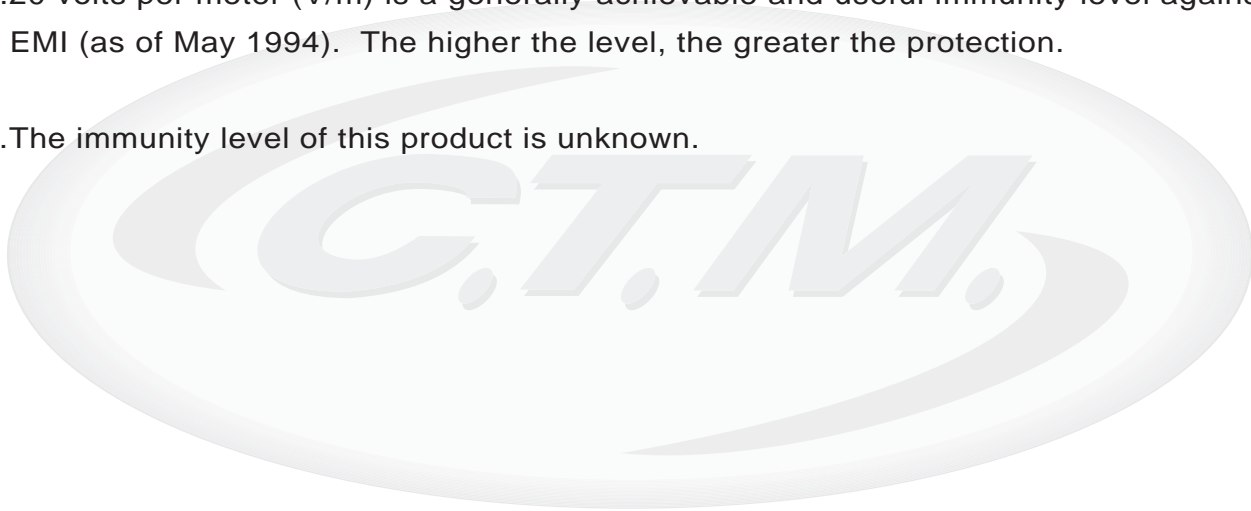 .20 volts per meter (V/m) is a generally achievable and useful immunity level against
EMI (as of May 1994). The higher the level, the greater the protection.
.The immunity level of this product is unknown.
C.T.M.